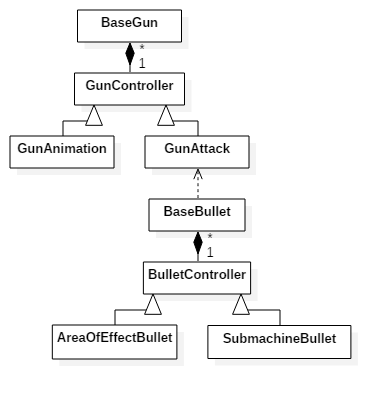 BaseGun
*
1
GunController
GunAnimation
GunAttack
BaseBullet
*
1
BulletController
AreaOfEffectBullet
SubmachineBullet